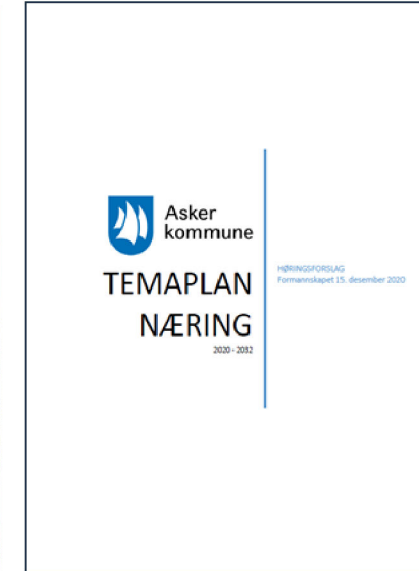 Asker
kommune
TEMAPLAN
NÆRING
2020 - 2032
HØRINGSFORSLAG
Formannskapet 15. desember 2020